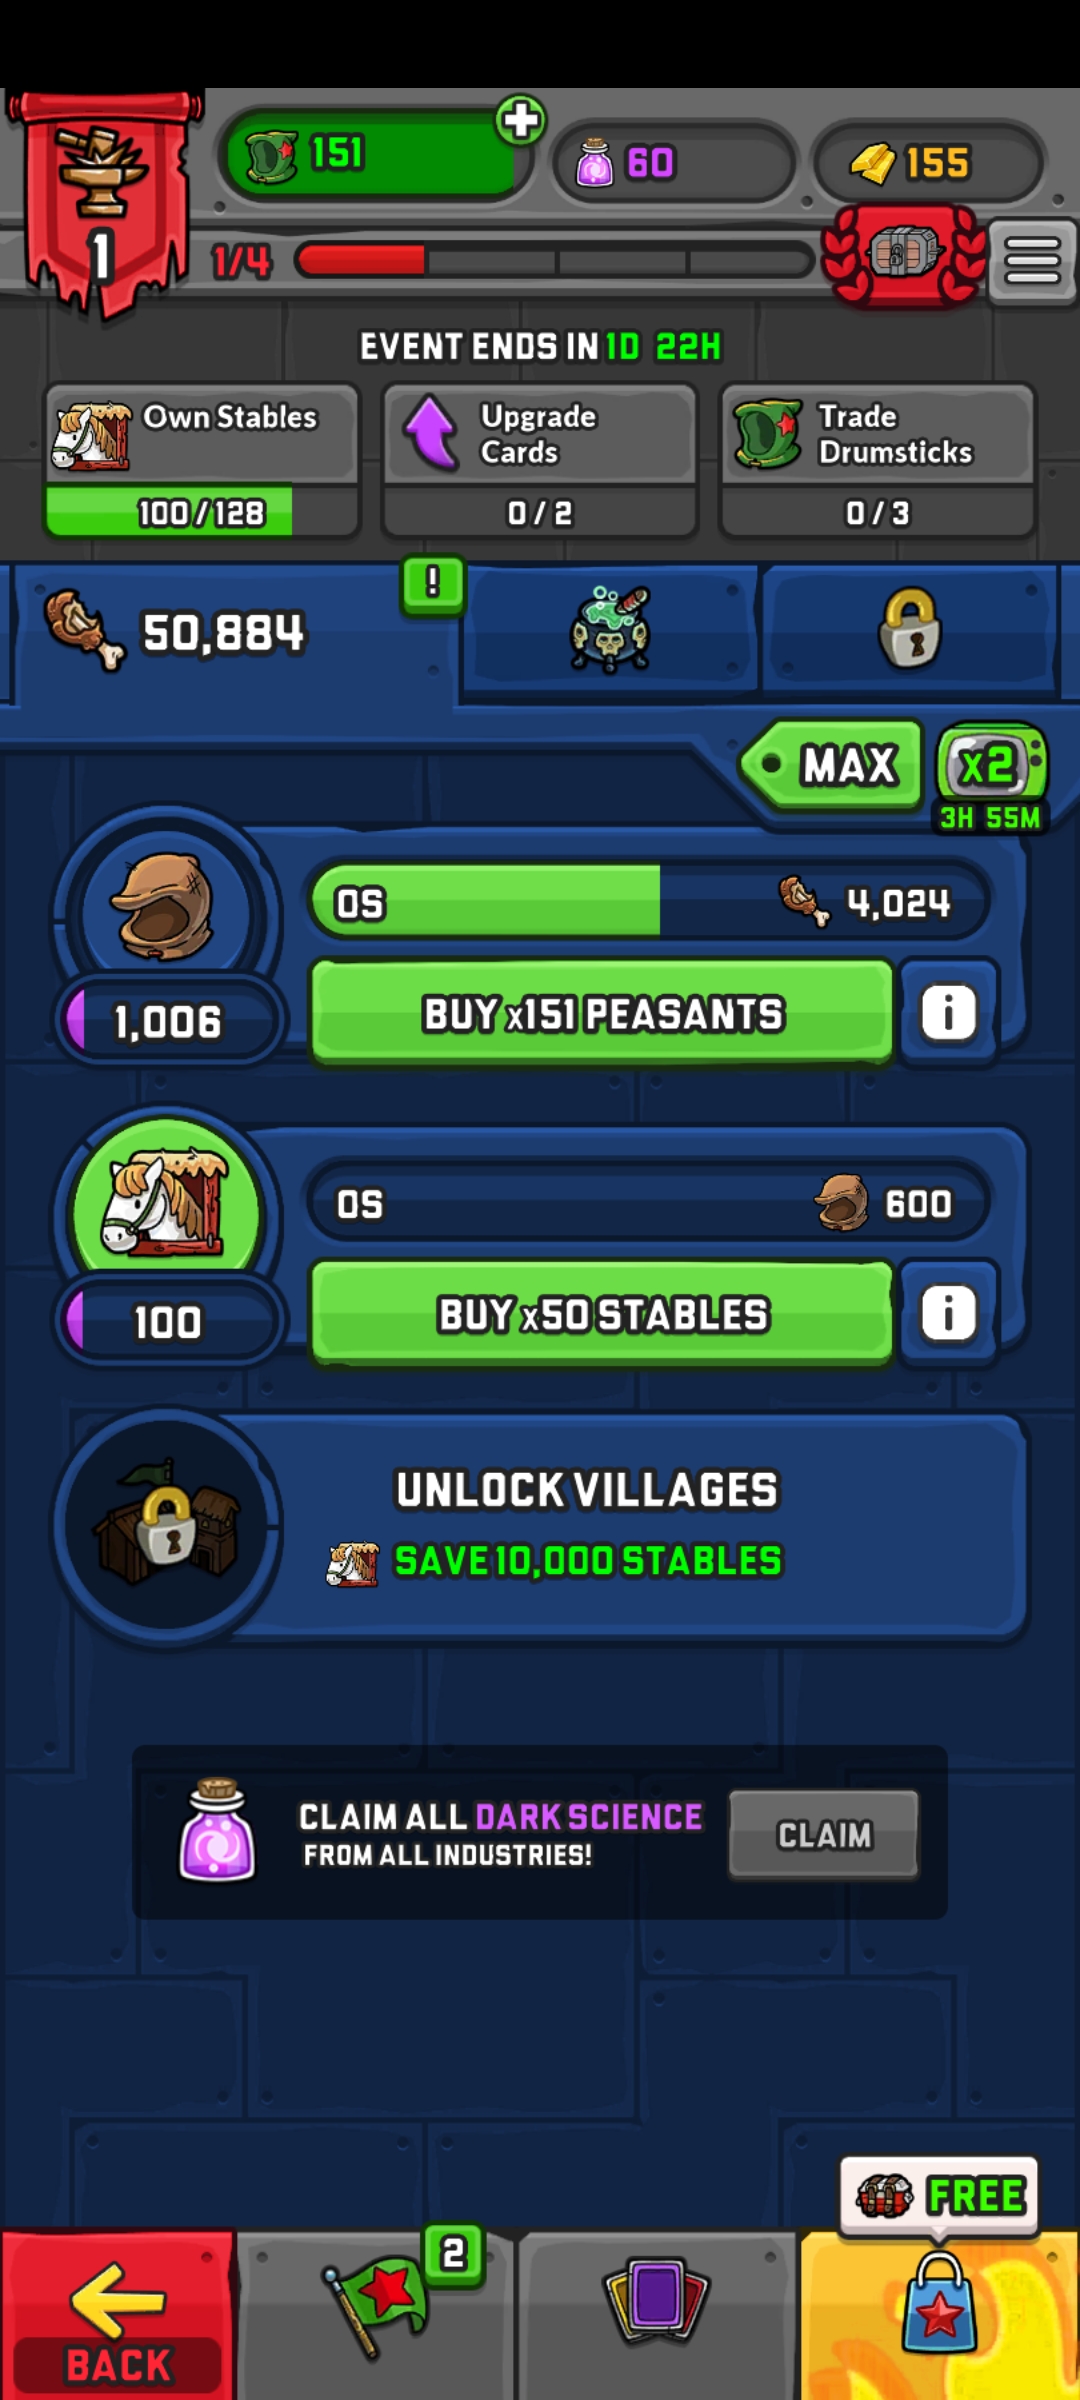 151
60
155
1
1/4
EVENT ENDS IN 1D 22H
Own Stables
100/128
Upgrade
Cards
0/2
Trade
Drumsticks
0/3
50,884
!
MAX
x2
3H 55M
0S
4,024
1,006
BUY x151 PEASANTS
i
0S
600
100
BUY x50 STABLES
i
UNLOCK VILLAGES
SAVE 10,000 STABLES
CLAIM ALL DARK SCIENCE
FROM ALL INDUSTRIES!
CLAIM
FREE
2
BACK